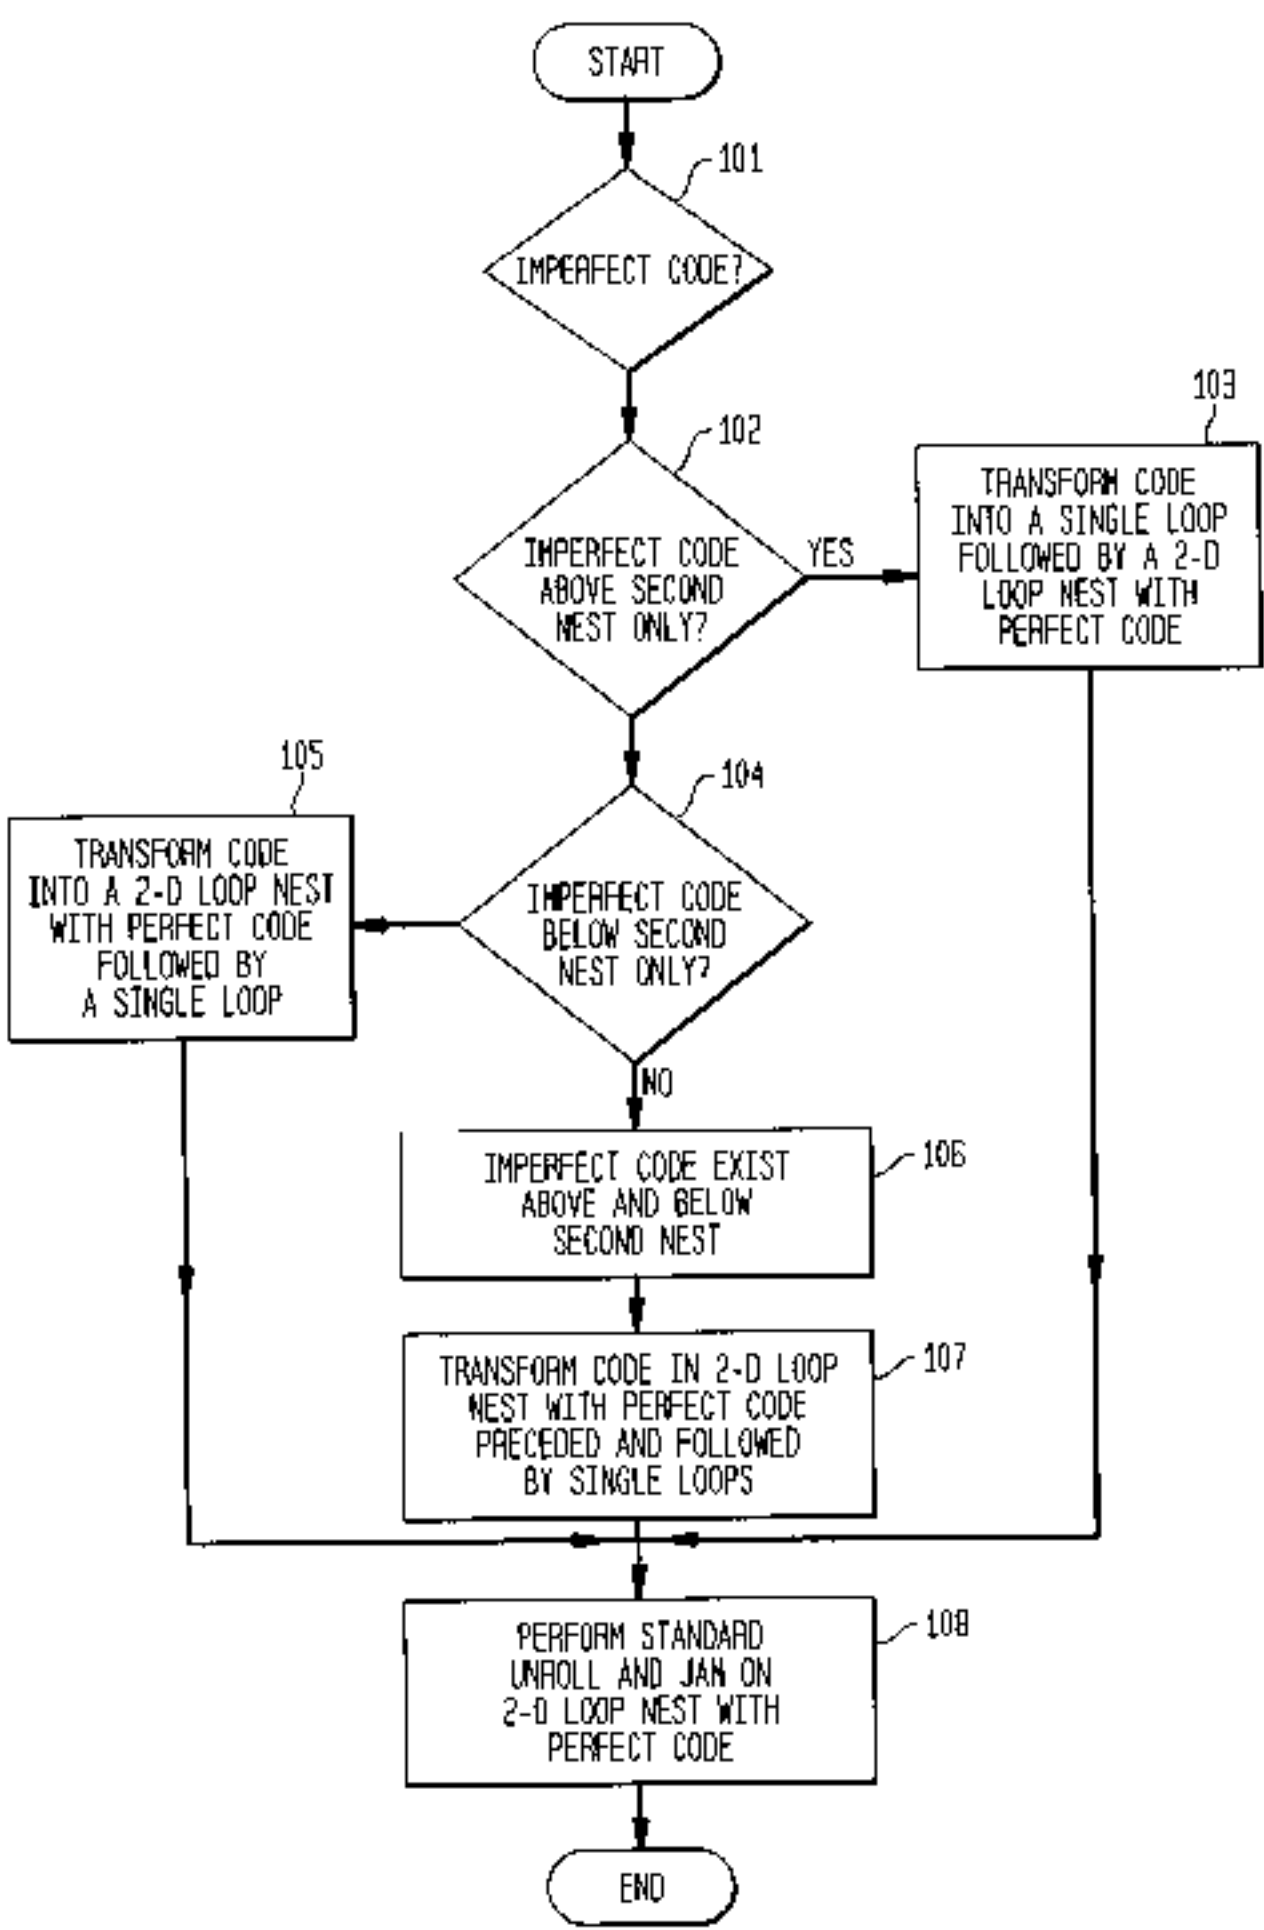 START
101
IMPERFECT CODE?
102
103
IMPERFECT CODE
ABOVE SECOND
NEST ONLY?
YES
TRANSFORM CODE
INTO A SINGLE LOOP
FOLLOWED BY A 2-D
LOOP NEST WITH
PERFECT CODE
104
105
TRANSFORM CODE
INTO A 2-D LOOP NEST
WITH PERFECT CODE
FOLLOWED BY
A SINGLE LOOP
IMPERFECT CODE
BELOW SECOND
NEST ONLY?
NO
IMPERFECT CODE EXIST
ABOVE AND BELOW
SECOND NEST
106
TRANSFORM CODE IN 2-D LOOP
NEST WITH PERFECT CODE
PRECEDED AND FOLLOWED
BY SINGLE LOOPS
107
PERFORM STANDARD
UNROLL AND JAM ON
2-D LOOP NEST WITH
PERFECT CODE
108
END